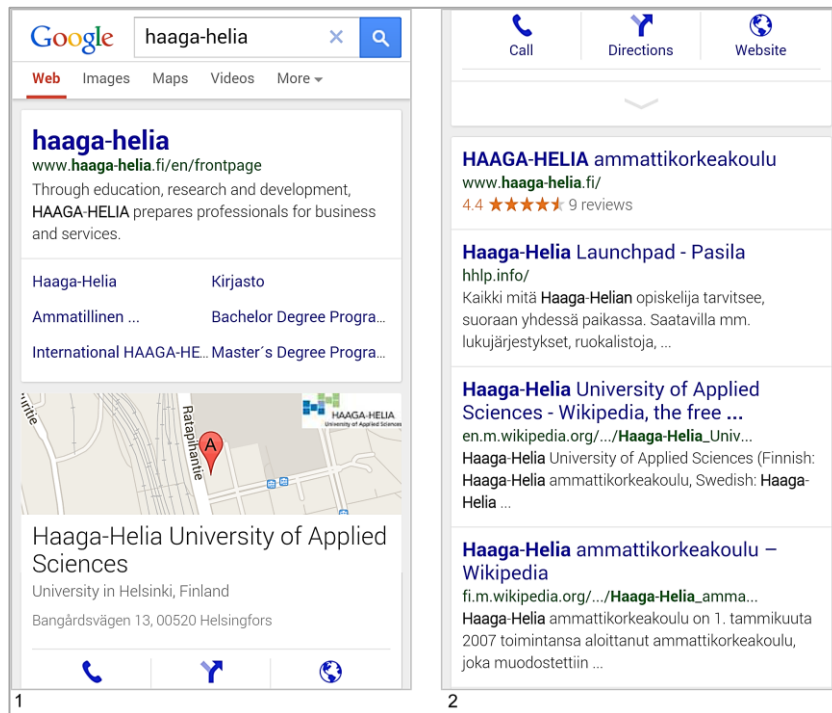 Google
haaga-helia
Web Images Maps Videos More
haaga-helia
www.haaga-helia.fi/en/frontpage
Through education, research and development,
HAAGA-HELIA prepares professionals for business
and services.
Haaga-Helia Kirjasto
Ammatillinen ... Bachelor Degree Progra...
International HAAGA-HE... Master´s Degree Progra...
Ratapihantie
A
HAAGA-HELIA
University of Applied Sciences
Haaga-Helia University of Applied
Sciences
University in Helsinki, Finland
Bangårdsvägen 13, 00520 Helsingfors
1
Call Directions Website
HAAGA-HELIA ammattikorkeakoulu
www.haaga-helia.fi/
4.4 ★★★★★ 9 reviews
Haaga-Helia Launchpad - Pasila
hhlp.info/
Kaikki mitä Haaga-Helian opiskelija tarvitsee,
suoraan yhdessä paikassa. Saatavilla mm.
lukujärjestykset, ruokalistoja, ...
Haaga-Helia University of Applied
Sciences - Wikipedia, the free ...
en.m.wikipedia.org/.../Haaga-Helia_Univ...
Haaga-Helia University of Applied Sciences (Finnish:
Haaga-Helia ammattikorkeakoulu, Swedish: Haaga-
Helia ...
Haaga-Helia ammattikorkeakoulu –
Wikipedia
fi.m.wikipedia.org/.../Haaga-Helia_amma...
Haaga-Helia ammattikorkeakoulu on 1. tammikuuta
2007 toimintansa aloittanut ammattikorkeakoulu,
joka muodostettiin ...
2